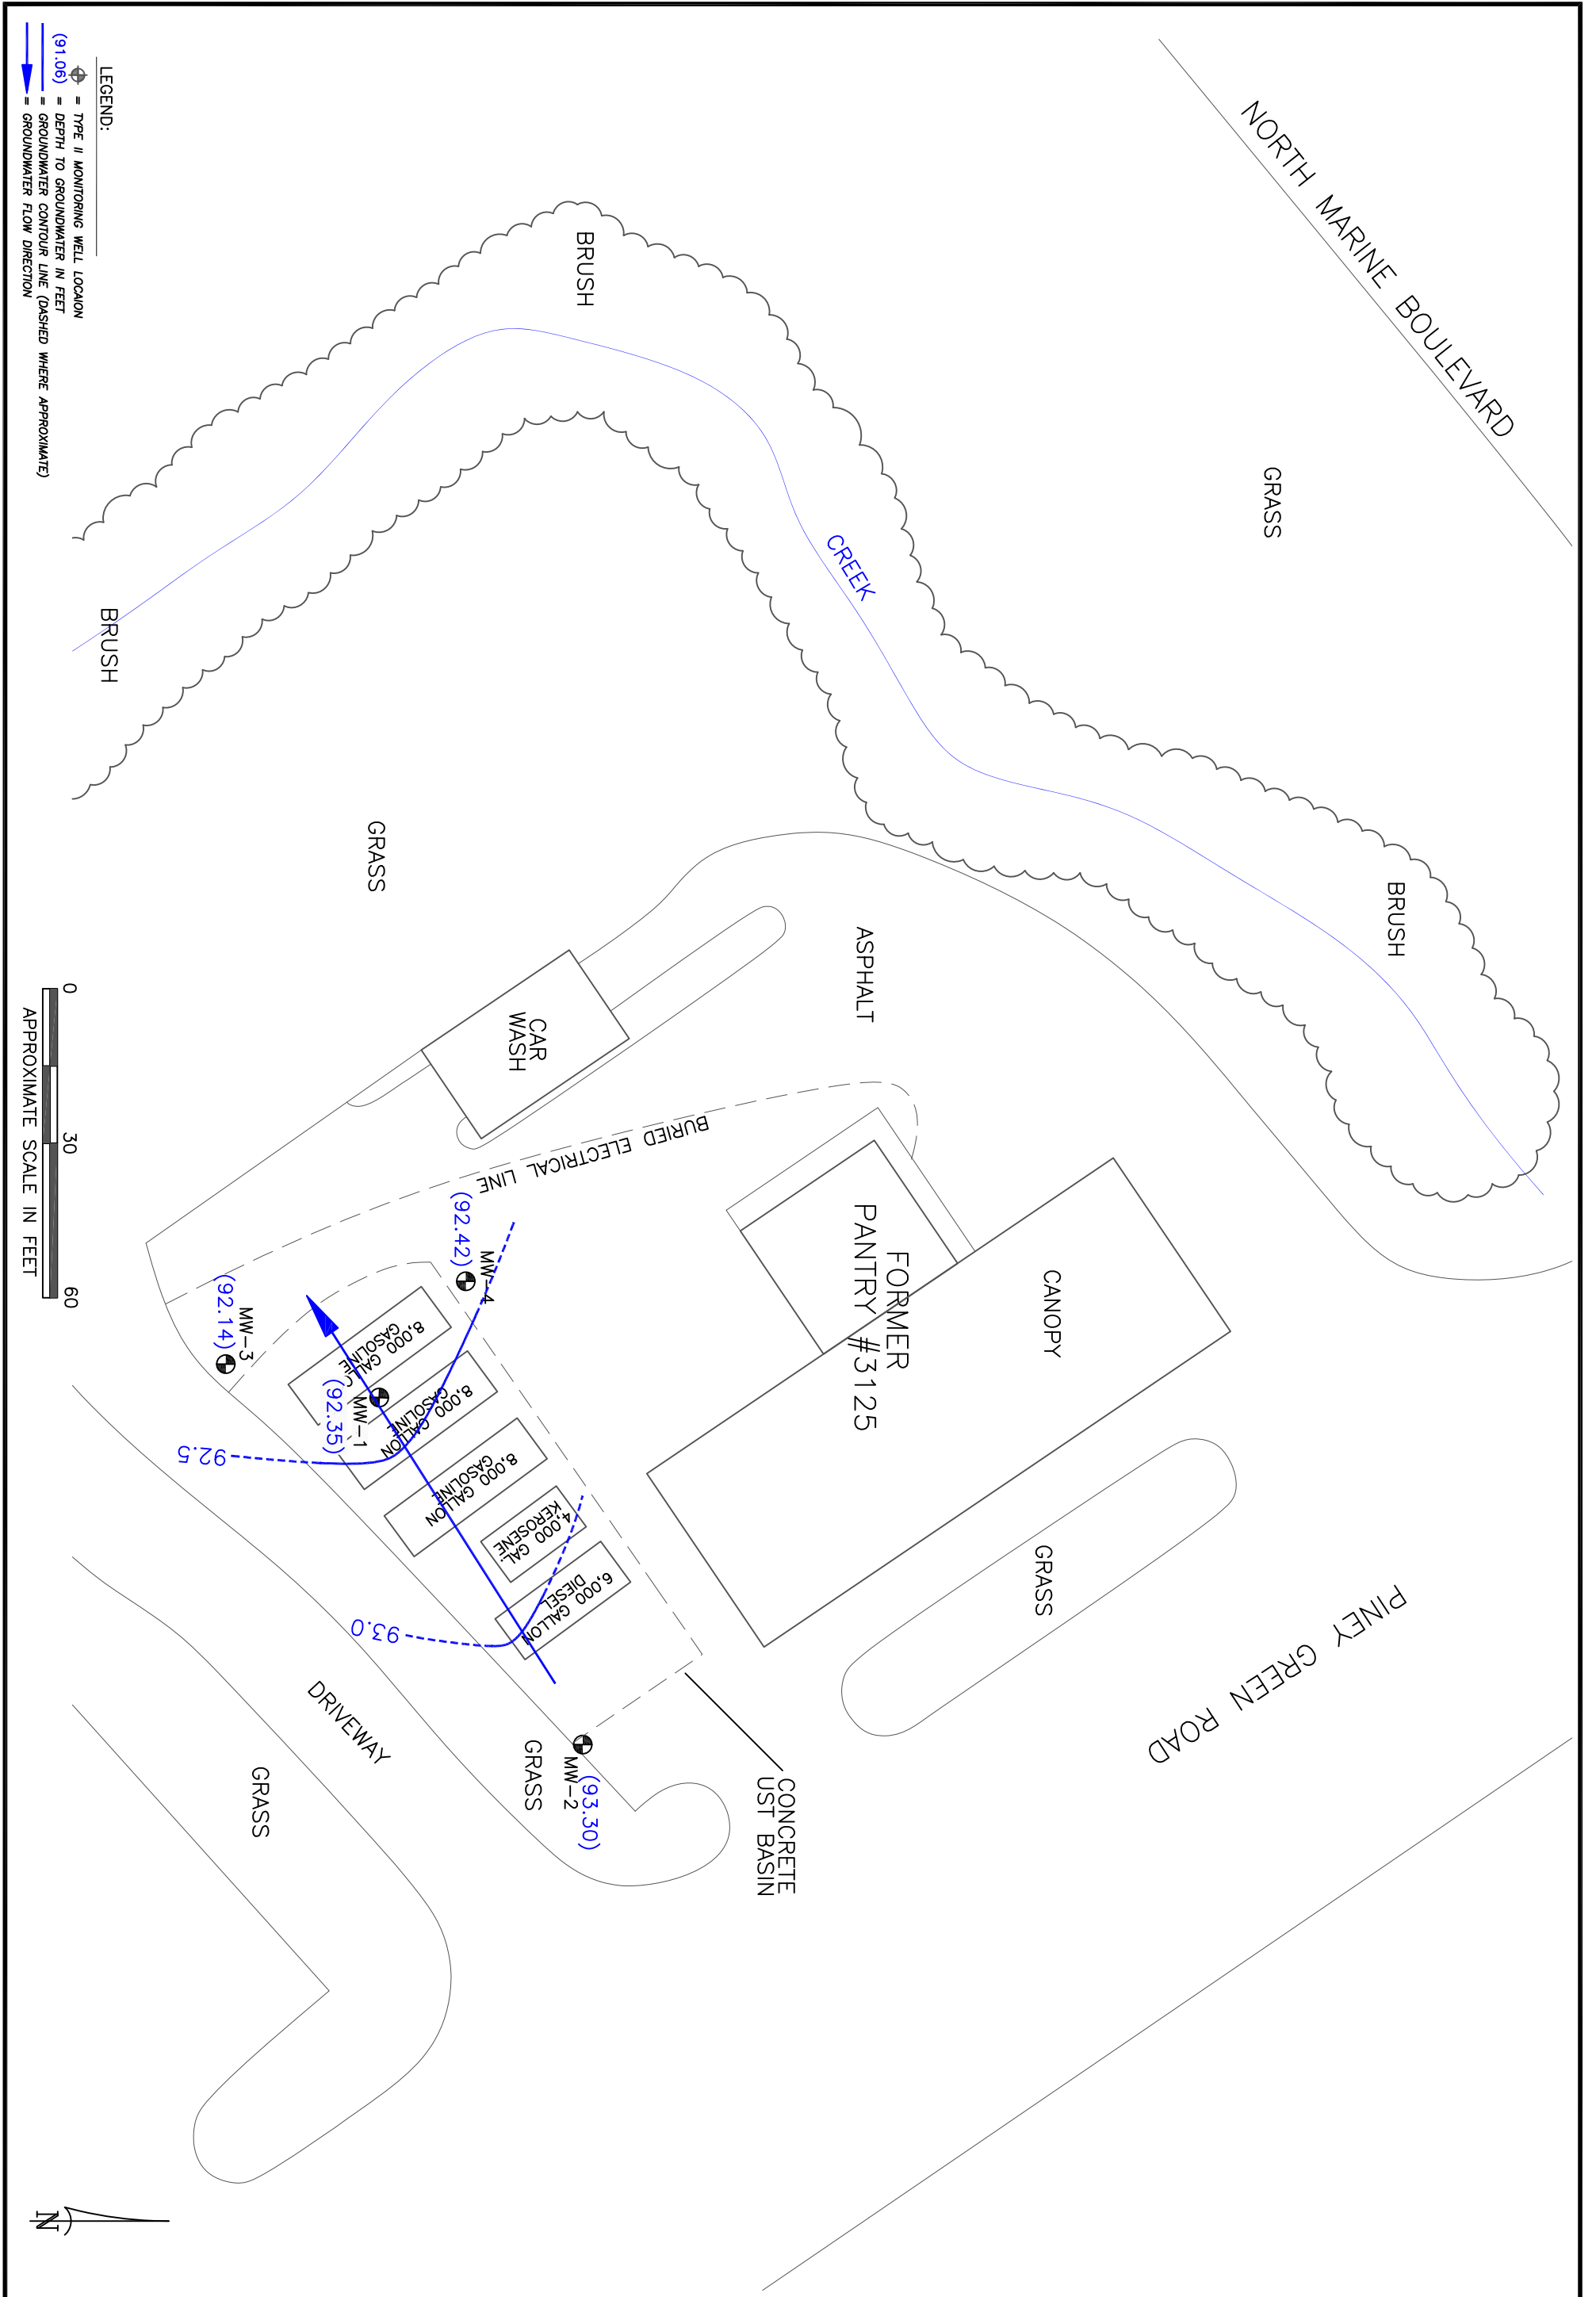 NORTH MARINE BOULEVARD
GRASS
BRUSH
CREEK
BRUSH
BRUSH
GRASS
ASPHALT
CAR
WASH
BURIED ELECTRICAL LINE
FORMER
PANTRY #3125
CANOPY
GRASS
PINEY GREEN ROAD
MW-4
(92.42)
MW-3
(92.14)
MW-1
(92.35)
8,000 GALL
GASOLINE
8,000 GALLON
GASOLINE
8,000 GALLON
GASOLINE
4,000 GAL.
KEROSENE
6,000 GALLON
DIESEL
92.5
93.0
MW-2
(93.30)
CONCRETE
UST BASIN
GRASS
DRIVEWAY
GRASS
LEGEND:
= TYPE II MONITORING WELL LOCAION
(91.06) = DEPTH TO GROUNDWATER IN FEET
= GROUNDWATER CONTOUR LINE (DASHED WHERE APPROXIMATE)
= GROUNDWATER FLOW DIRECTION
0 30 60
APPROXIMATE SCALE IN FEET
N